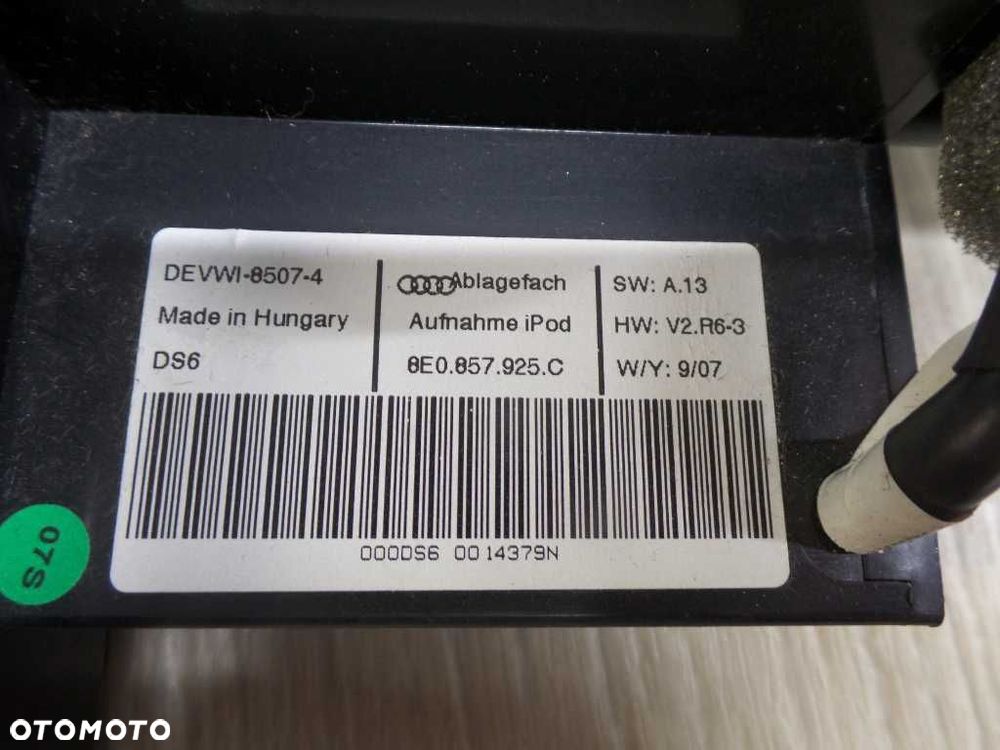 DEVWI-8507-4
Made in Hungary
DS6
Ablagefach
Aufnahme iPod
8E0.857.925.C
SW: A.13
HW: V2.R6-3
W/Y: 9/07
000DS6 0014379N
07S
OTOMOTO